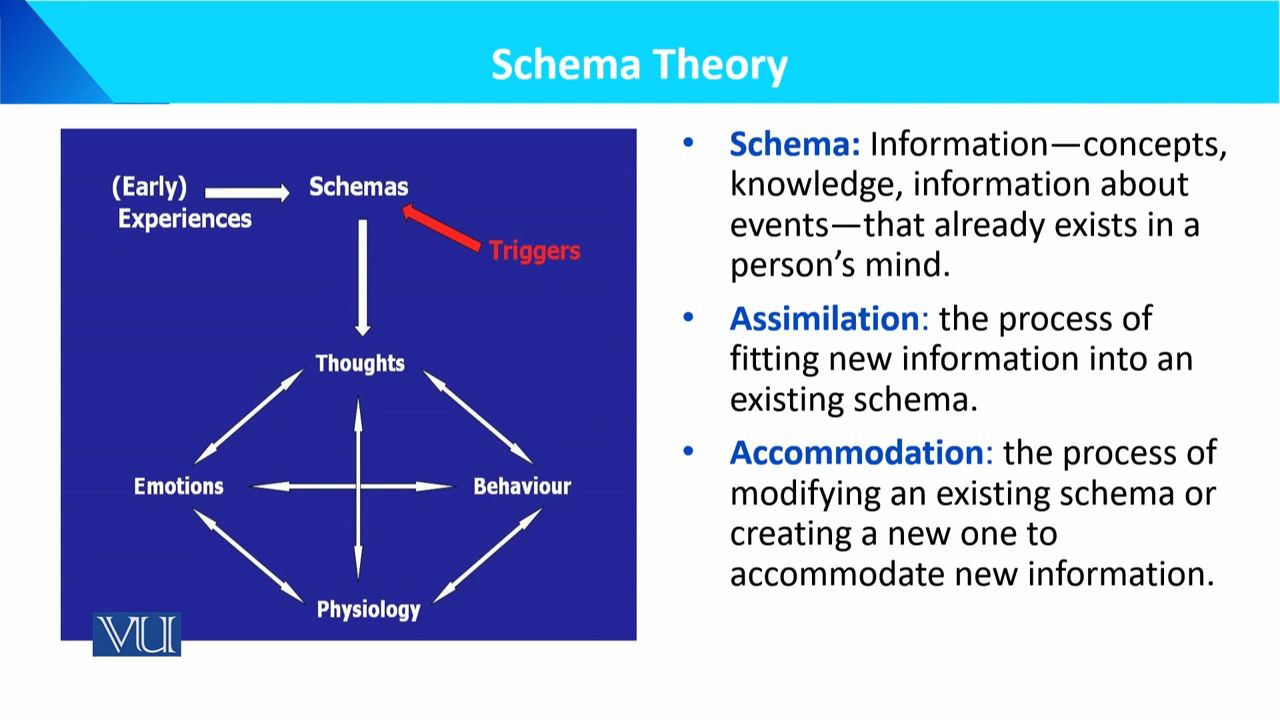 Schema Theory
(Early)
Experiences
Schemas
Triggers
Thoughts
Emotions
Behaviour
Physiology
VU
• Schema: Information—concepts,
knowledge, information about
events—that already exists in a
person’s mind.
• Assimilation: the process of
fitting new information into an
existing schema.
• Accommodation: the process of
modifying an existing schema or
creating a new one to
accommodate new information.